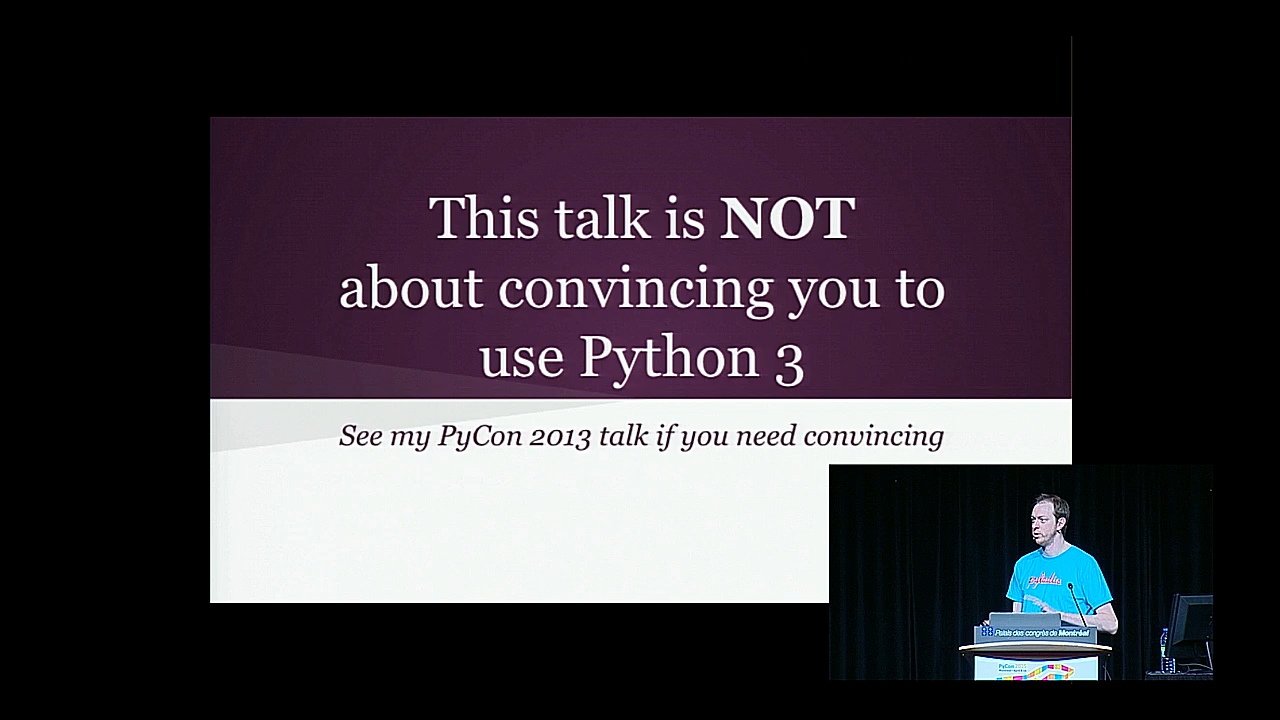 This talk is NOT
about convincing you to
use Python 3
See my PyCon 2013 talk if you need convincing
pyladies
Palais des congrès de Montréal
PyCon 2015